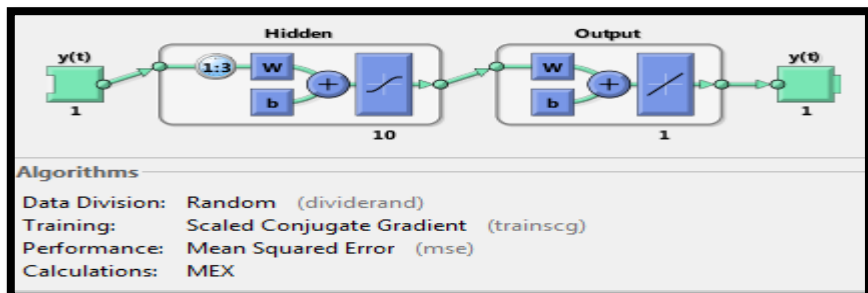 Hidden Output
y(t) 1:3 W b + W b + y(t)
1 10 1 1
Algorithms
Data Division: Random (dividerand)
Training: Scaled Conjugate Gradient (trainscg)
Performance: Mean Squared Error (mse)
Calculations: MEX